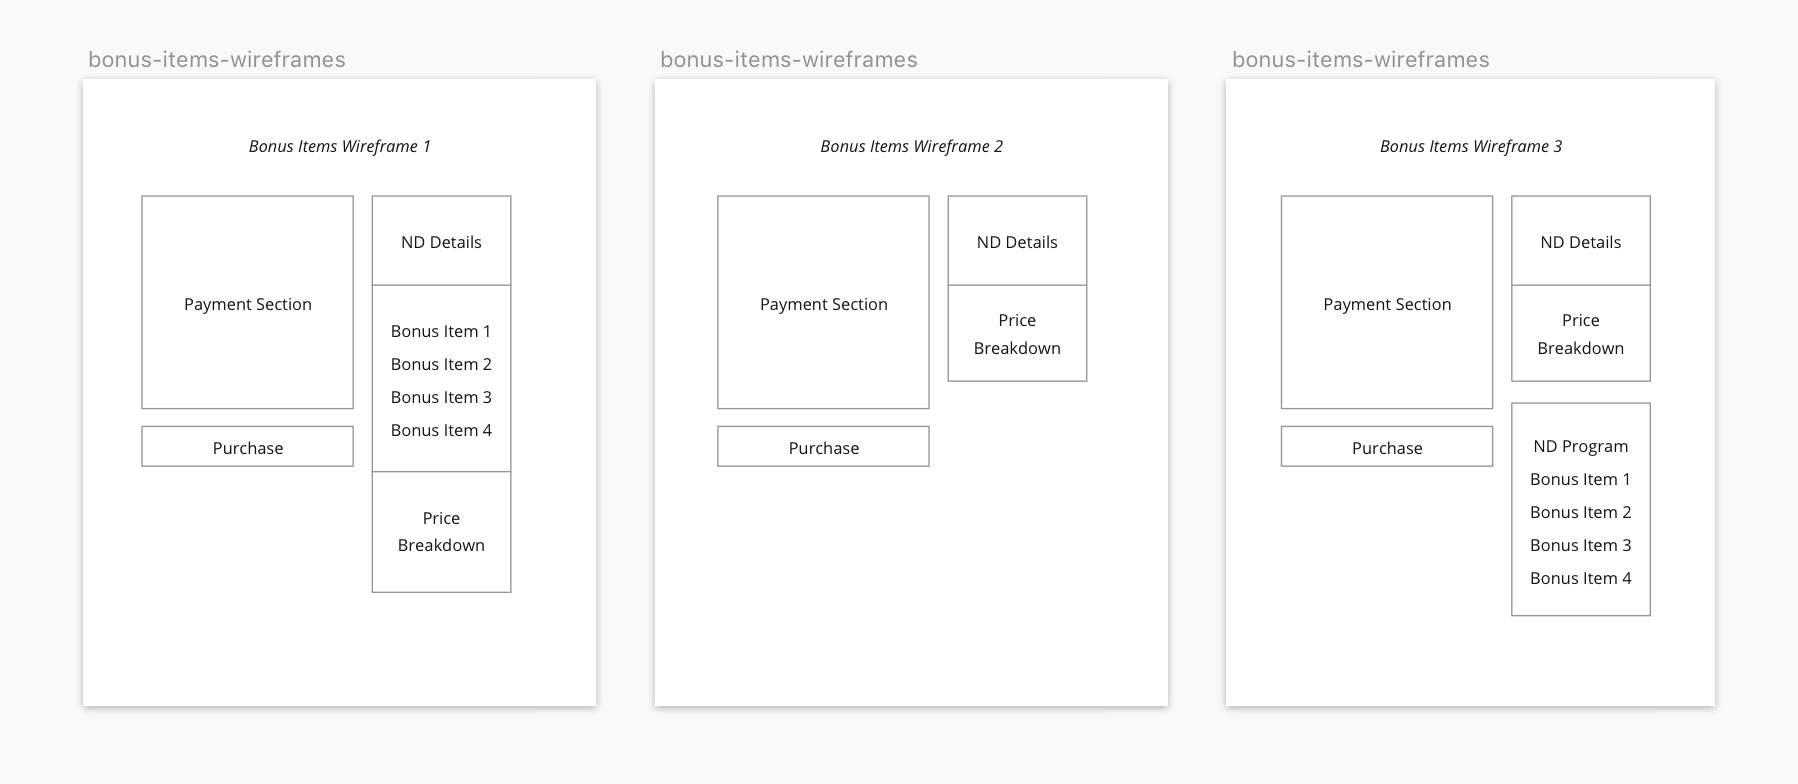 bonus-items-wireframes
Bonus Items Wireframe 1
Payment Section
Purchase
ND Details
Bonus Item 1
Bonus Item 2
Bonus Item 3
Bonus Item 4
Price
Breakdown
bonus-items-wireframes
Bonus Items Wireframe 2
Payment Section
Purchase
ND Details
Price
Breakdown
bonus-items-wireframes
Bonus Items Wireframe 3
Payment Section
Purchase
ND Details
Price
Breakdown
ND Program
Bonus Item 1
Bonus Item 2
Bonus Item 3
Bonus Item 4